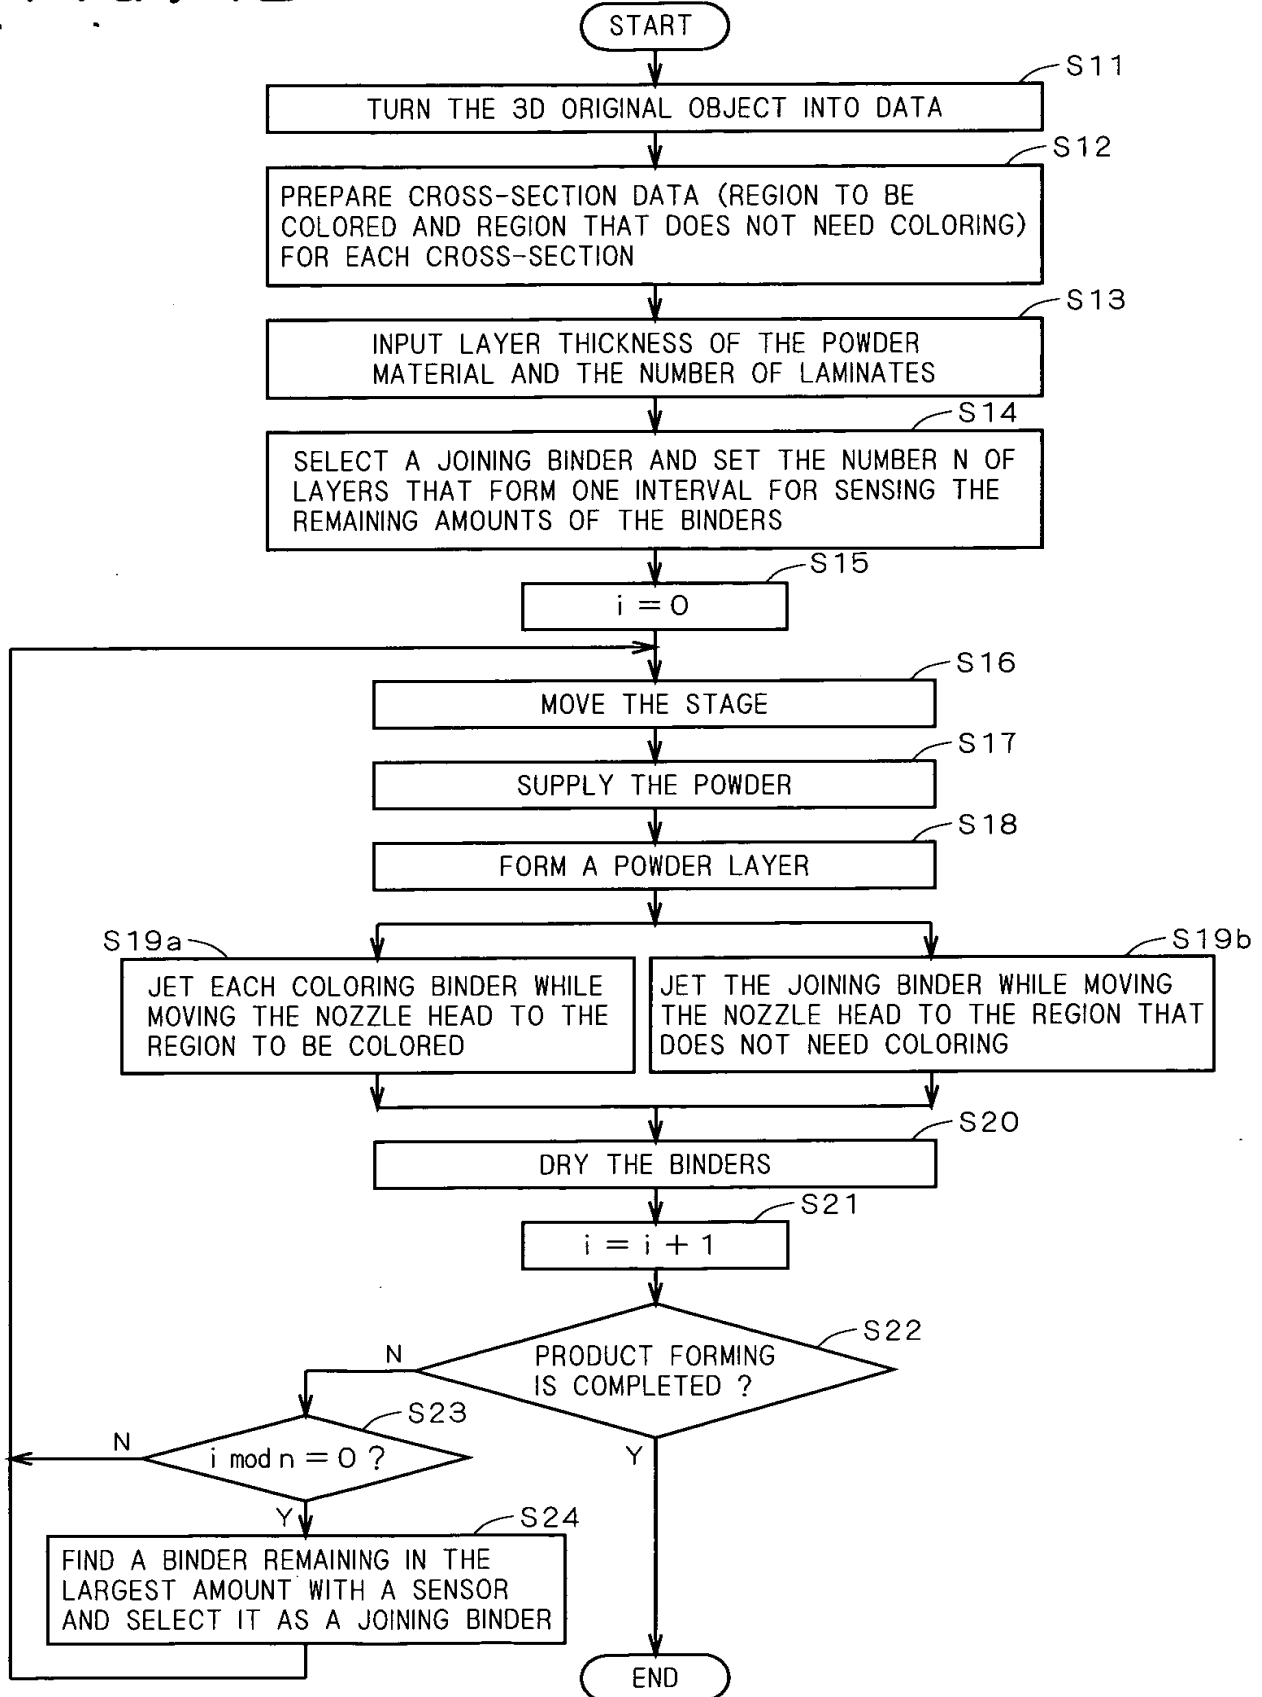 START
S11
TURN THE 3D ORIGINAL OBJECT INTO DATA
S12
PREPARE CROSS-SECTION DATA (REGION TO BE
COLORED AND REGION THAT DOES NOT NEED COLORING)
FOR EACH CROSS-SECTION
S13
INPUT LAYER THICKNESS OF THE POWDER
MATERIAL AND THE NUMBER OF LAMINATES
S14
SELECT A JOINING BINDER AND SET THE NUMBER N OF
LAYERS THAT FORM ONE INTERVAL FOR SENSING THE
REMAINING AMOUNTS OF THE BINDERS
S15
i = 0
S16
MOVE THE STAGE
S17
SUPPLY THE POWDER
S18
FORM A POWDER LAYER
S19a
JET EACH COLORING BINDER WHILE
MOVING THE NOZZLE HEAD TO THE
REGION TO BE COLORED
S19b
JET THE JOINING BINDER WHILE MOVING
THE NOZZLE HEAD TO THE REGION THAT
DOES NOT NEED COLORING
S20
DRY THE BINDERS
S21
i = i + 1
S22
PRODUCT FORMING
IS COMPLETED ?
N
Y
S23
i mod n = 0 ?
N
Y
S24
FIND A BINDER REMAINING IN THE
LARGEST AMOUNT WITH A SENSOR
AND SELECT IT AS A JOINING BINDER
END